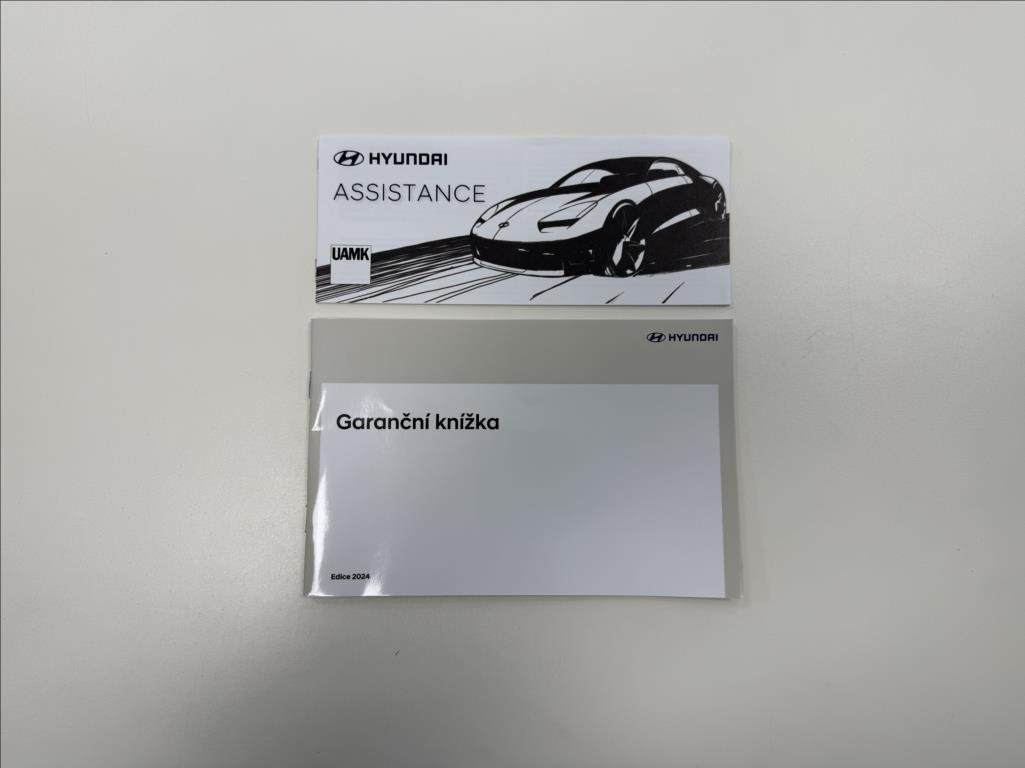 HYUNDAI
ASSISTANCE
UAMK
HYUNDAI
Garanční knížka
Edice 2024